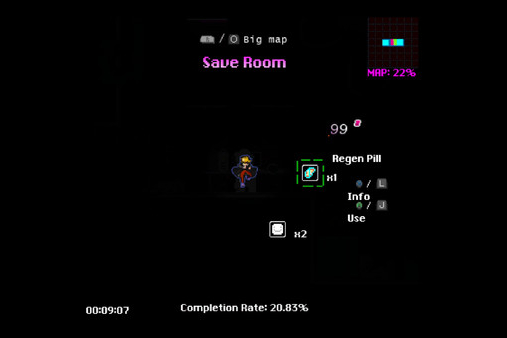 / O Big map
Save Room
MAP: 22%
99
Regen Pill
x1
/ L
Info
/ J
Use
x2
00:09:07
Completion Rate: 20.83%